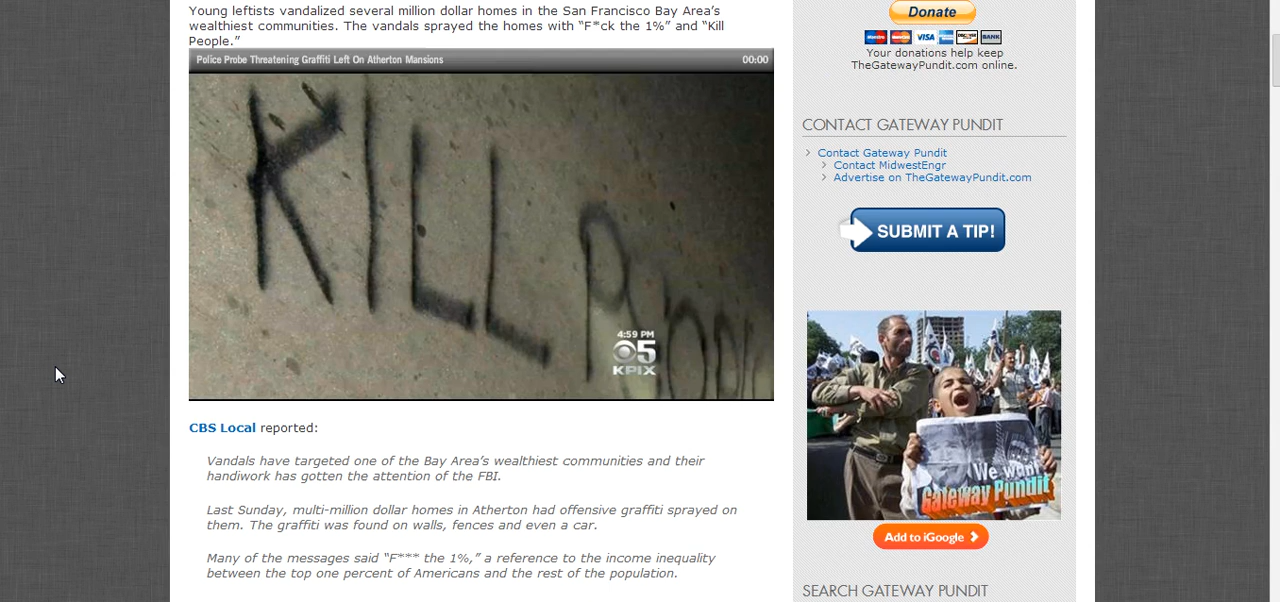 Young leftists vandalized several million dollar homes in the San Francisco Bay Area's
wealthiest communities. The vandals sprayed the homes with “F*ck the 1%” and “Kill
People.”
Police Probe Threatening Graffiti Left On Atherton Mansions 00:00
KILL
4:59 PM
5
KPIX
CBS Local reported:
Vandals have targeted one of the Bay Area's wealthiest communities and their
handiwork has gotten the attention of the FBI.
Last Sunday, multi-million dollar homes in Atherton had offensive graffiti sprayed on
them. The graffiti was found on walls, fences and even a car.
Many of the messages said “F*** the 1%,” a reference to the income inequality
between the top one percent of Americans and the rest of the population.
Donate
VISA
BANK
Your donations help keep
TheGatewayPundit.com online.
CONTACT GATEWAY PUNDIT
Contact Gateway Pundit
Contact MidwestEngr
Advertise on TheGatewayPundit.com
SUBMIT A TIP!
We want
Gateway Pundit
Add to iGoogle
SEARCH GATEWAY PUNDIT